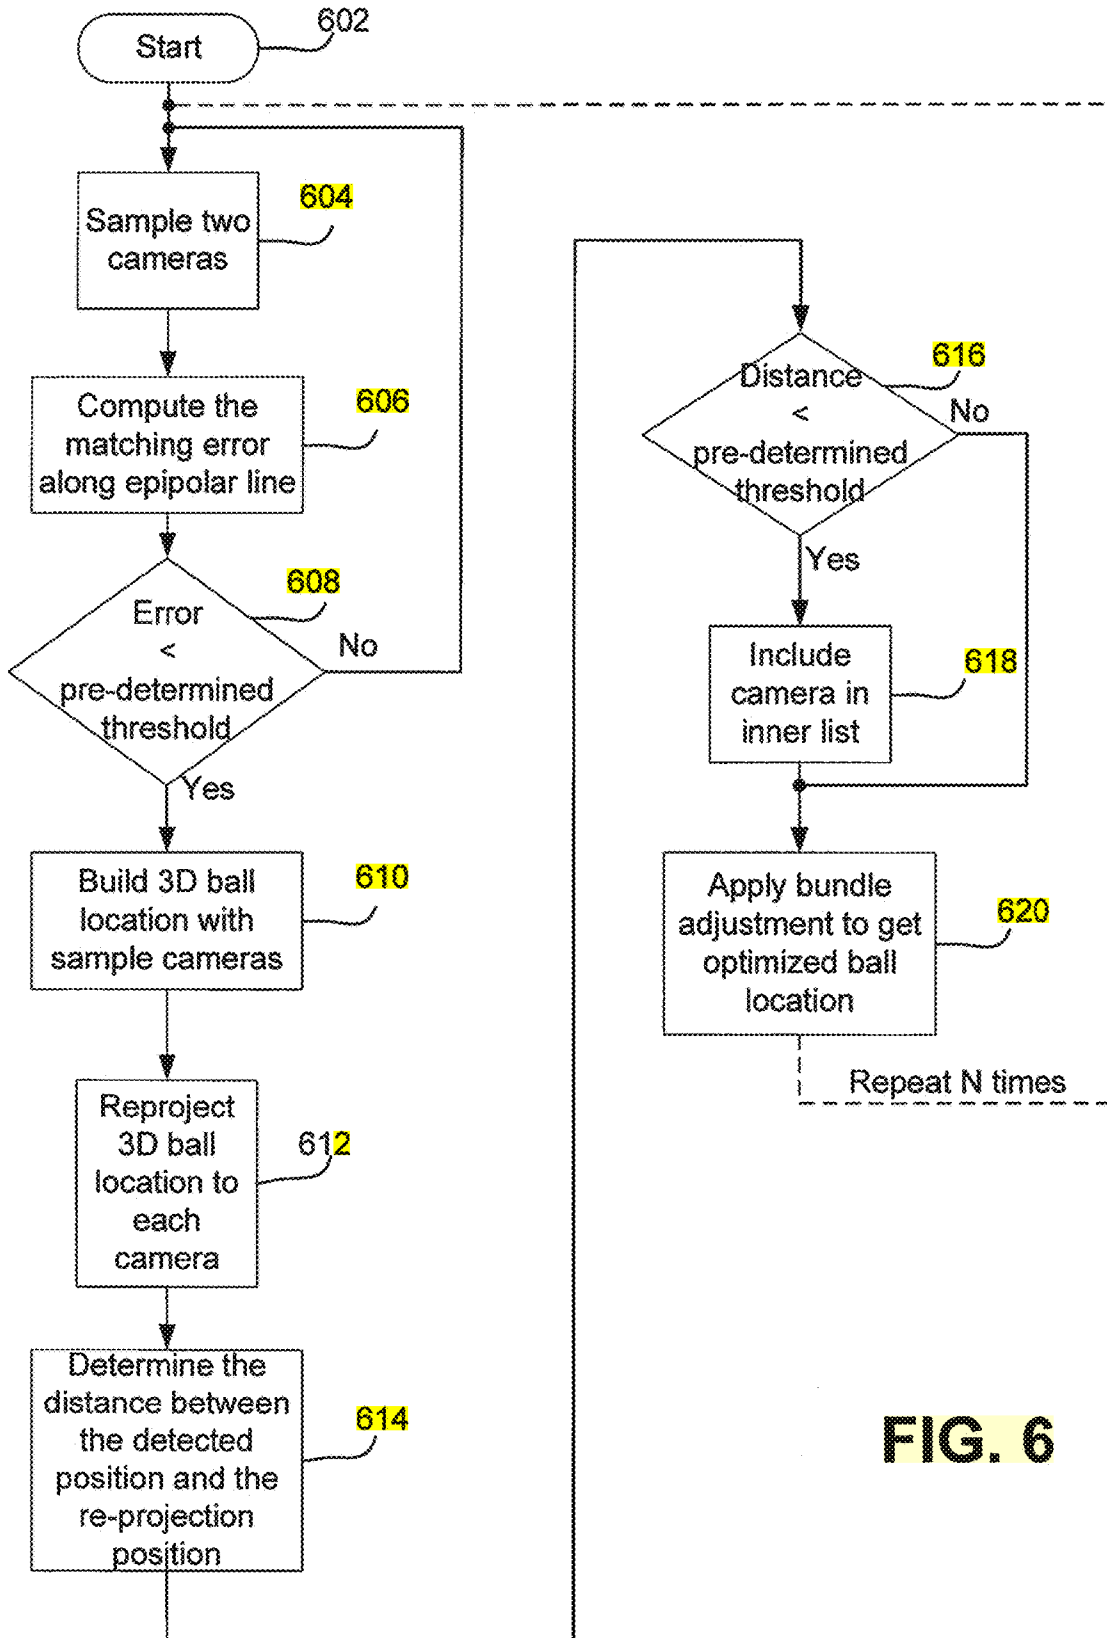 Start
602
Sample two
cameras
604
Compute the
matching error
along epipolar line
606
Error
<
pre-determined
threshold
608
No
Yes
Build 3D ball
location with
sample cameras
610
Reproject
3D ball
location to
each
camera
612
Determine the
distance between
the detected
position and the
re-projection
position
614
Distance
<
pre-determined
threshold
616
No
Yes
Include
camera in
inner list
618
Apply bundle
adjustment to get
optimized ball
location
620
Repeat N times
FIG. 6